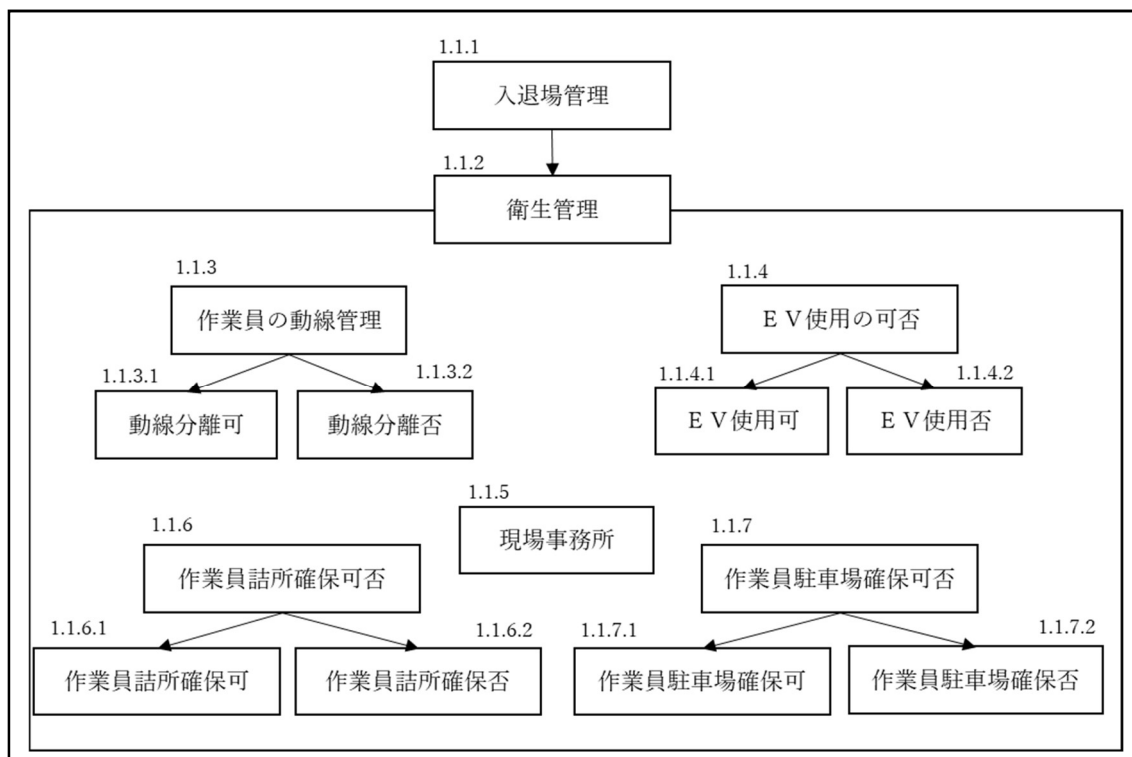 1.1.1
入退場管理
1.1.2
衛生管理
1.1.3
作業員の動線管理
1.1.3.1
動線分離可
1.1.3.2
動線分離否
1.1.4
ＥＶ使用の可否
1.1.4.1
ＥＶ使用可
1.1.4.2
ＥＶ使用否
1.1.5
現場事務所
1.1.6
作業員詰所確保可否
1.1.6.1
作業員詰所確保可
1.1.6.2
作業員詰所確保否
1.1.7
作業員駐車場確保可否
1.1.7.1
作業員駐車場確保可
1.1.7.2
作業員駐車場確保否